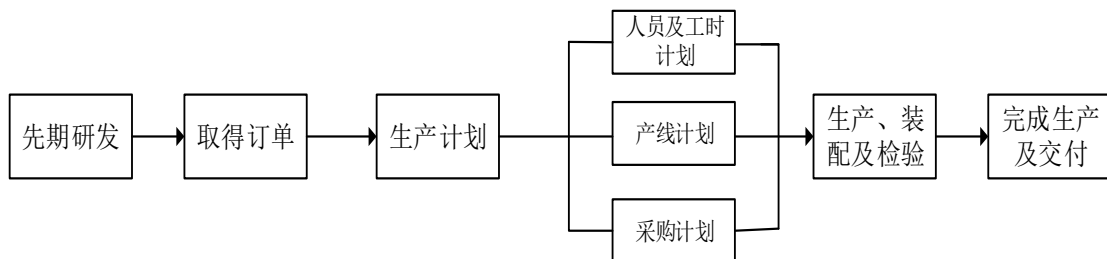 先期研发
取得订单
生产计划
人员及工时
计划
产线计划
采购计划
生产、装
配及检验
完成生产
及交付